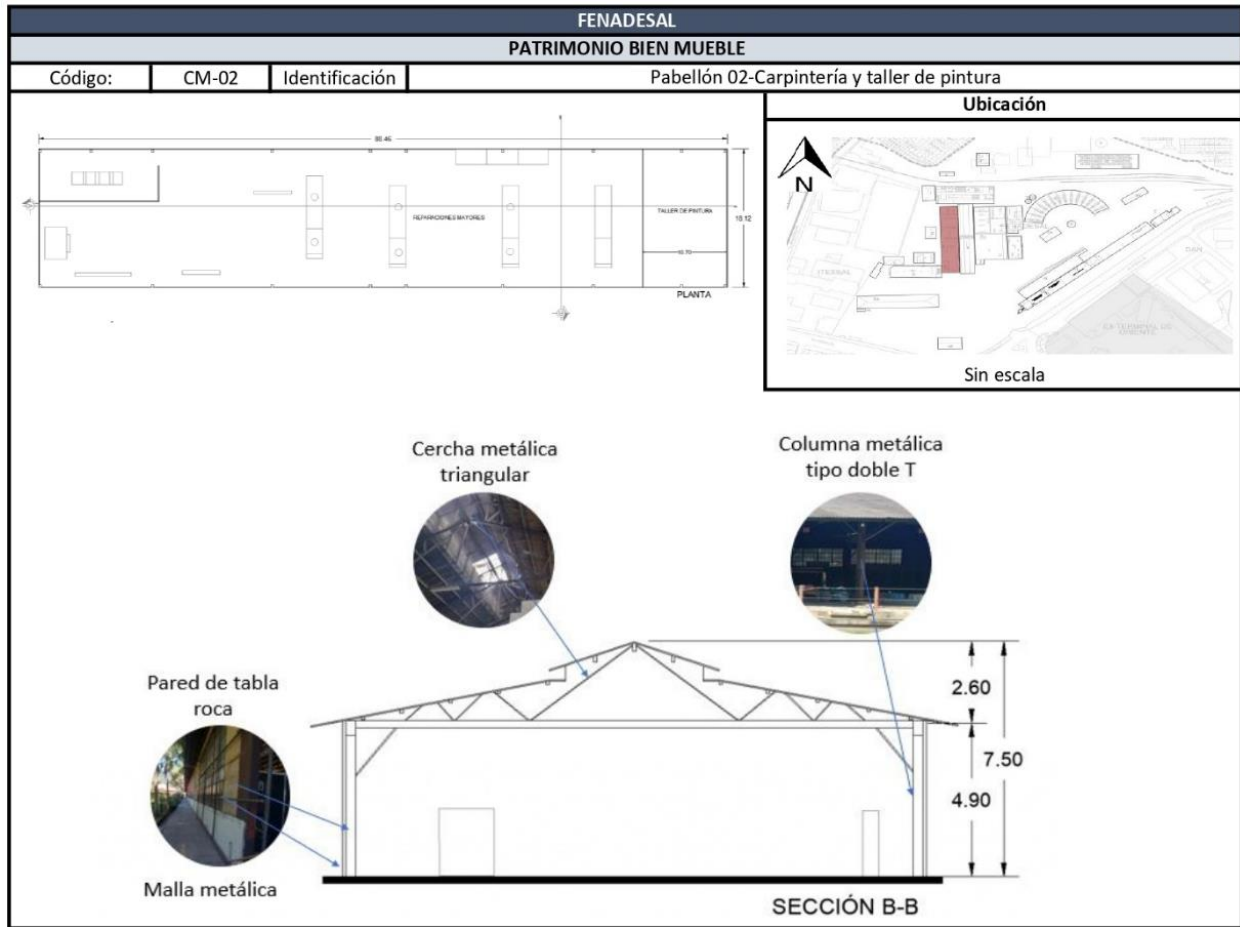 FENADESAL
PATRIMONIO BIEN MUEBLE
Código: CM-02 Identificación Pabellón 02-Carpintería y taller de pintura
Ubicación
N
Sin escala
REPARACIONES MAYORES
TALLER DE PINTURA
PLANTA
Cercha metálica
triangular
Columna metálica
tipo doble T
Pared de tabla
roca
Malla metálica
2.60
7.50
4.90
SECCIÓN B-B